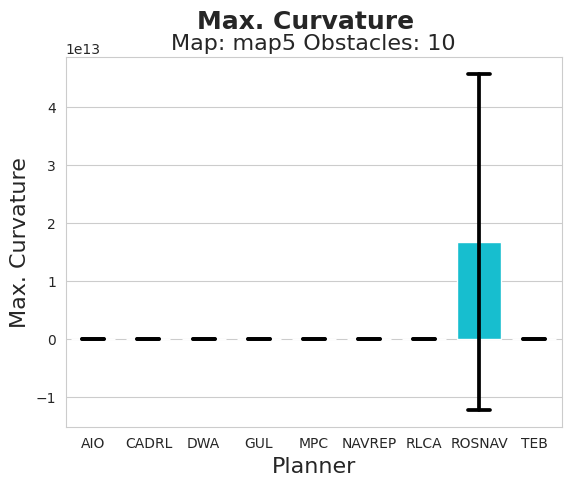 Max. Curvature
Map: map5 Obstacles: 10
1e13
4
3
2
1
0
−1
Max. Curvature
AIO CADRL DWA GUL MPC NAVREP RLCA ROSNAV TEB
Planner